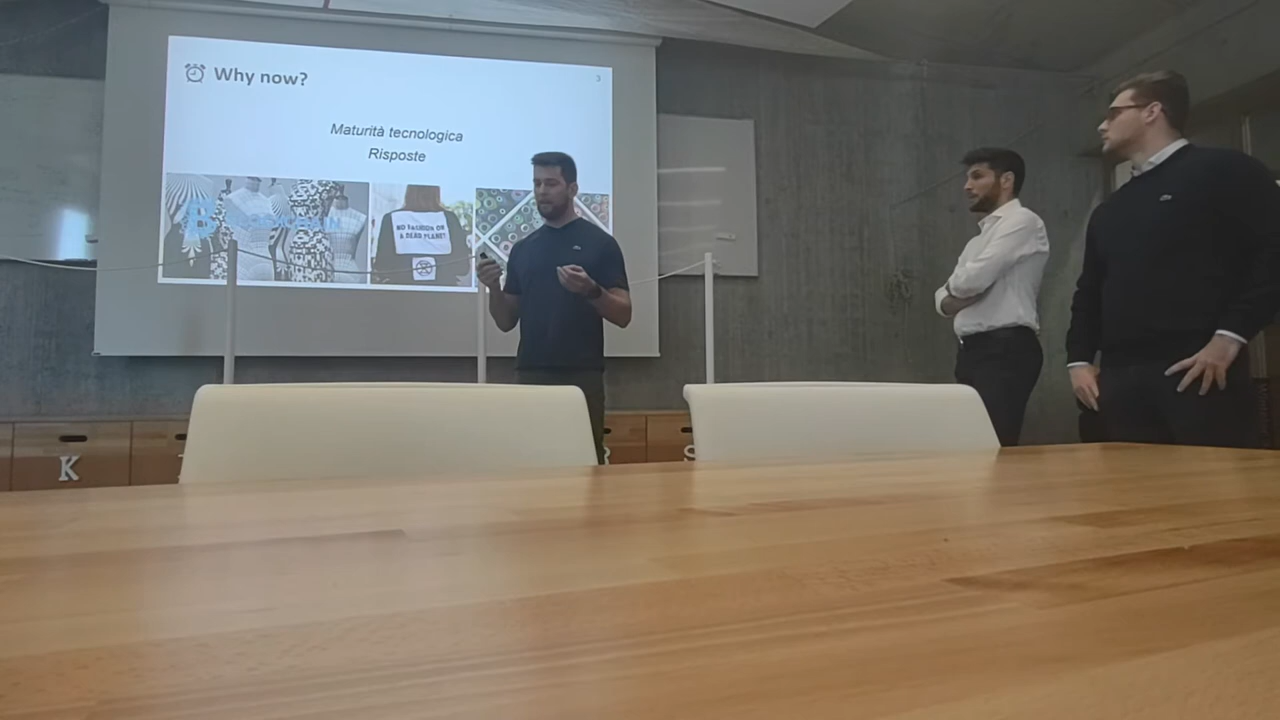 Why now?
3
Maturità tecnologica
Risposte
NO FASHION ON
A DEAD PLANET
K